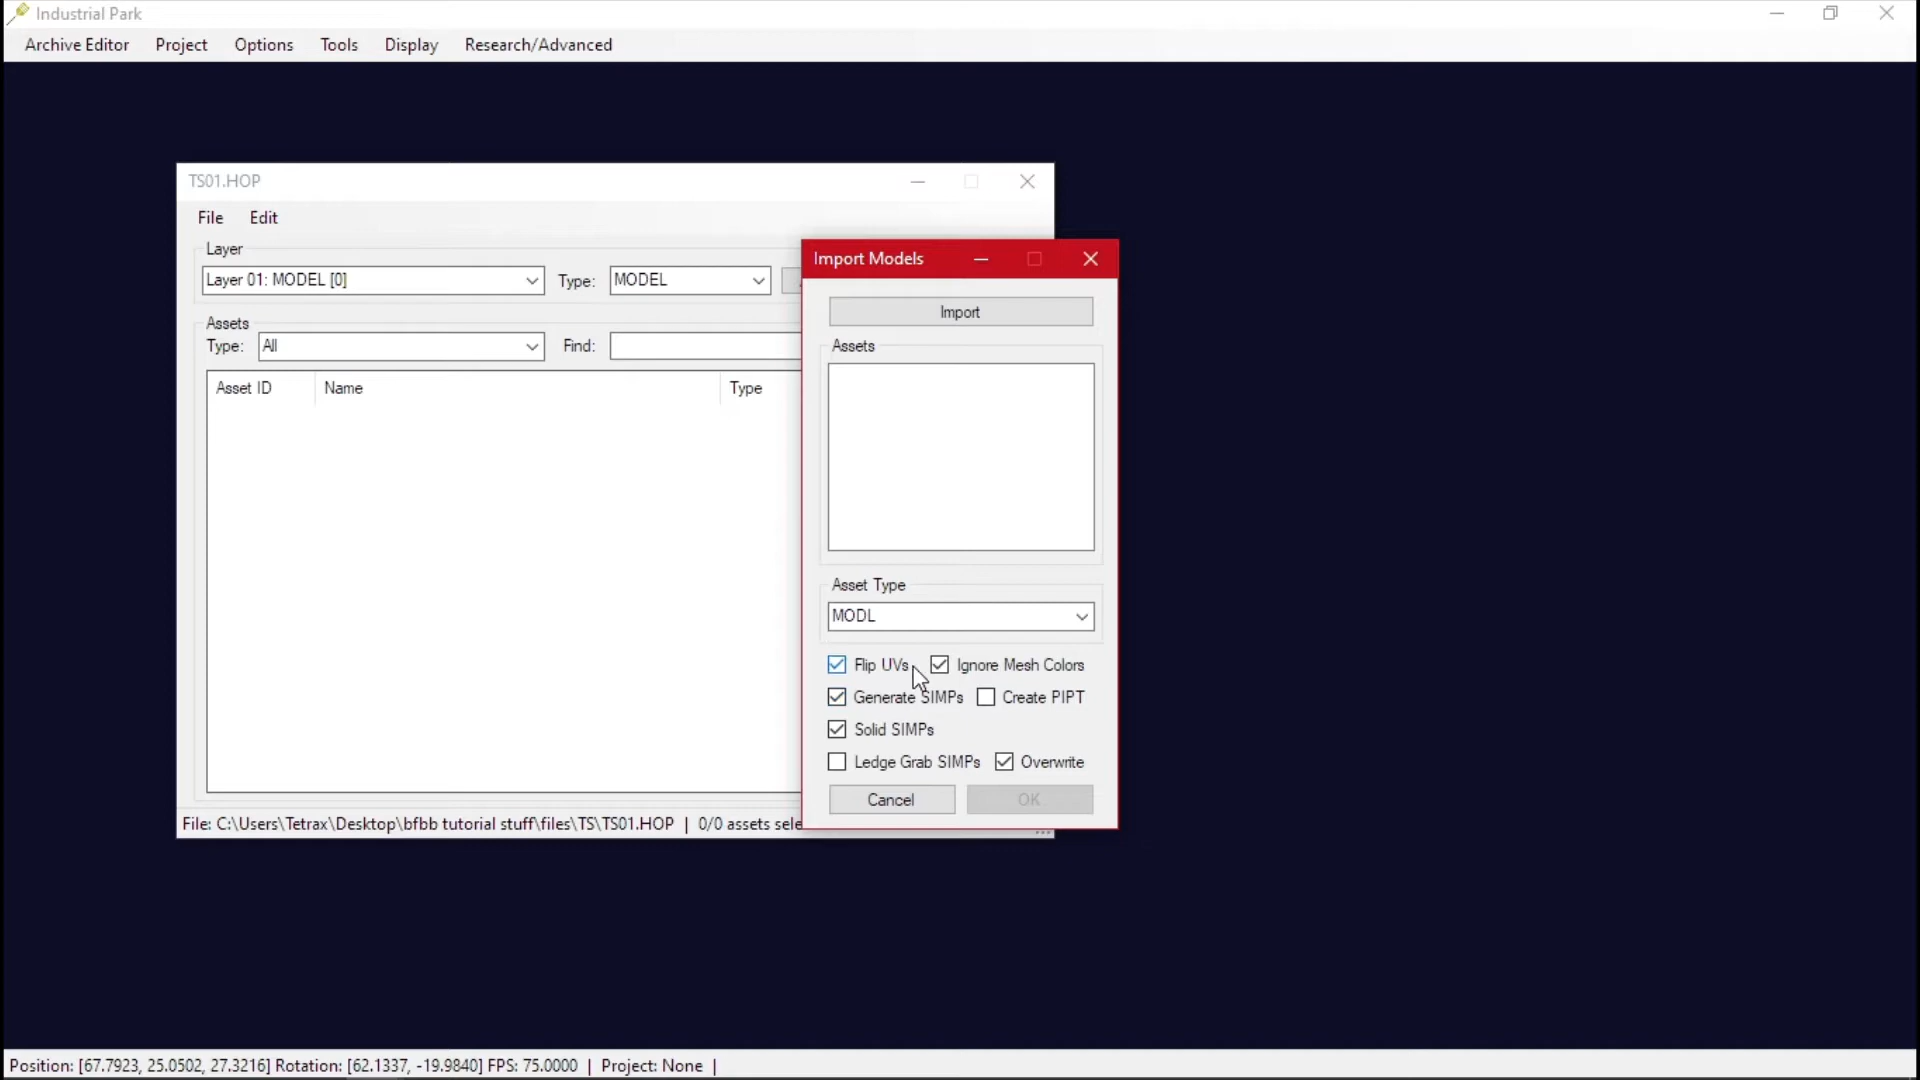 Industrial Park
Archive Editor Project Options Tools Display Research/Advanced
TS01.HOP
File Edit
Layer
Layer 01: MODEL [0] Type: MODEL
Assets
Type: All Find:
Asset ID Name Type
File: C:\Users\Tetrax\Desktop\bfbb tutorial stuff\files\TS\TS01.HOP | 0/0 assets sele
Import Models
Import
Assets
Asset Type
MODL
Flip UVs Ignore Mesh Colors
Generate SIMPs Create PIPT
Solid SIMPs
Ledge Grab SIMPs Overwrite
Cancel OK
Position: [67.7923, 25.0502, 27.3216] Rotation: [62.1337, -19.9840] FPS: 75.0000 | Project: None |